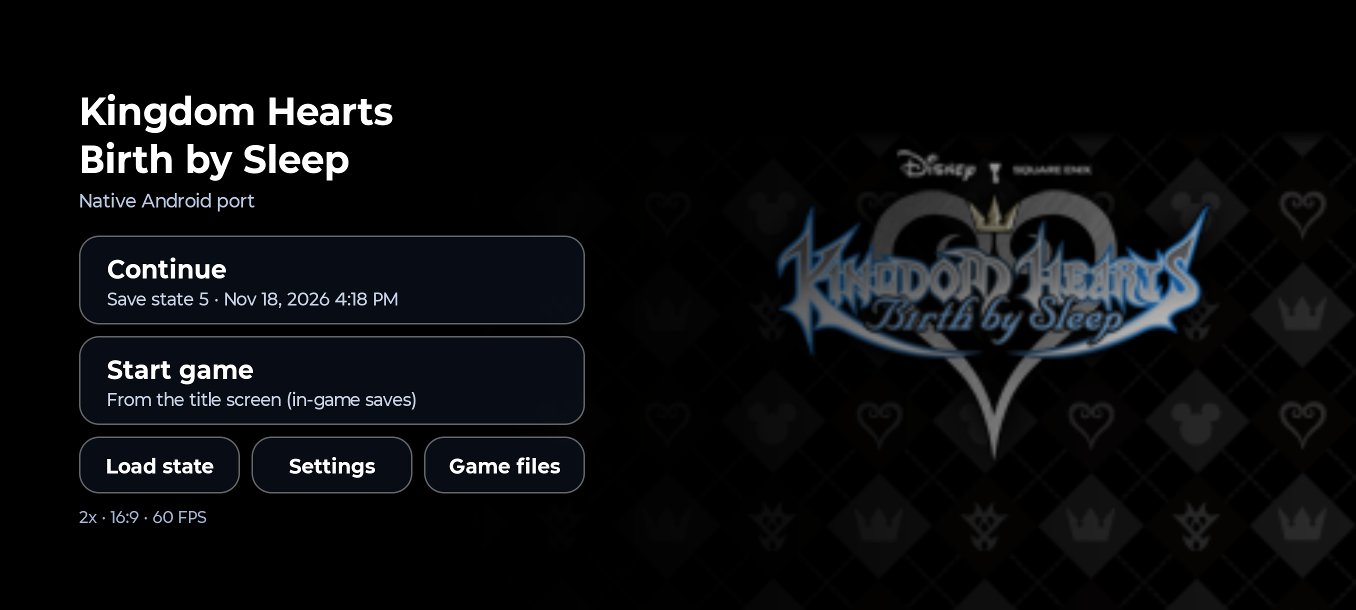 Kingdom Hearts
Birth by Sleep
Native Android port
Continue
Save state 5 · Nov 18, 2026 4:18 PM
Start game
From the title screen (in-game saves)
Load state
Settings
Game files
2x · 16:9 · 60 FPS
Disney
SQUARE ENIX
KINGDOM HEARTS
Birth by Sleep